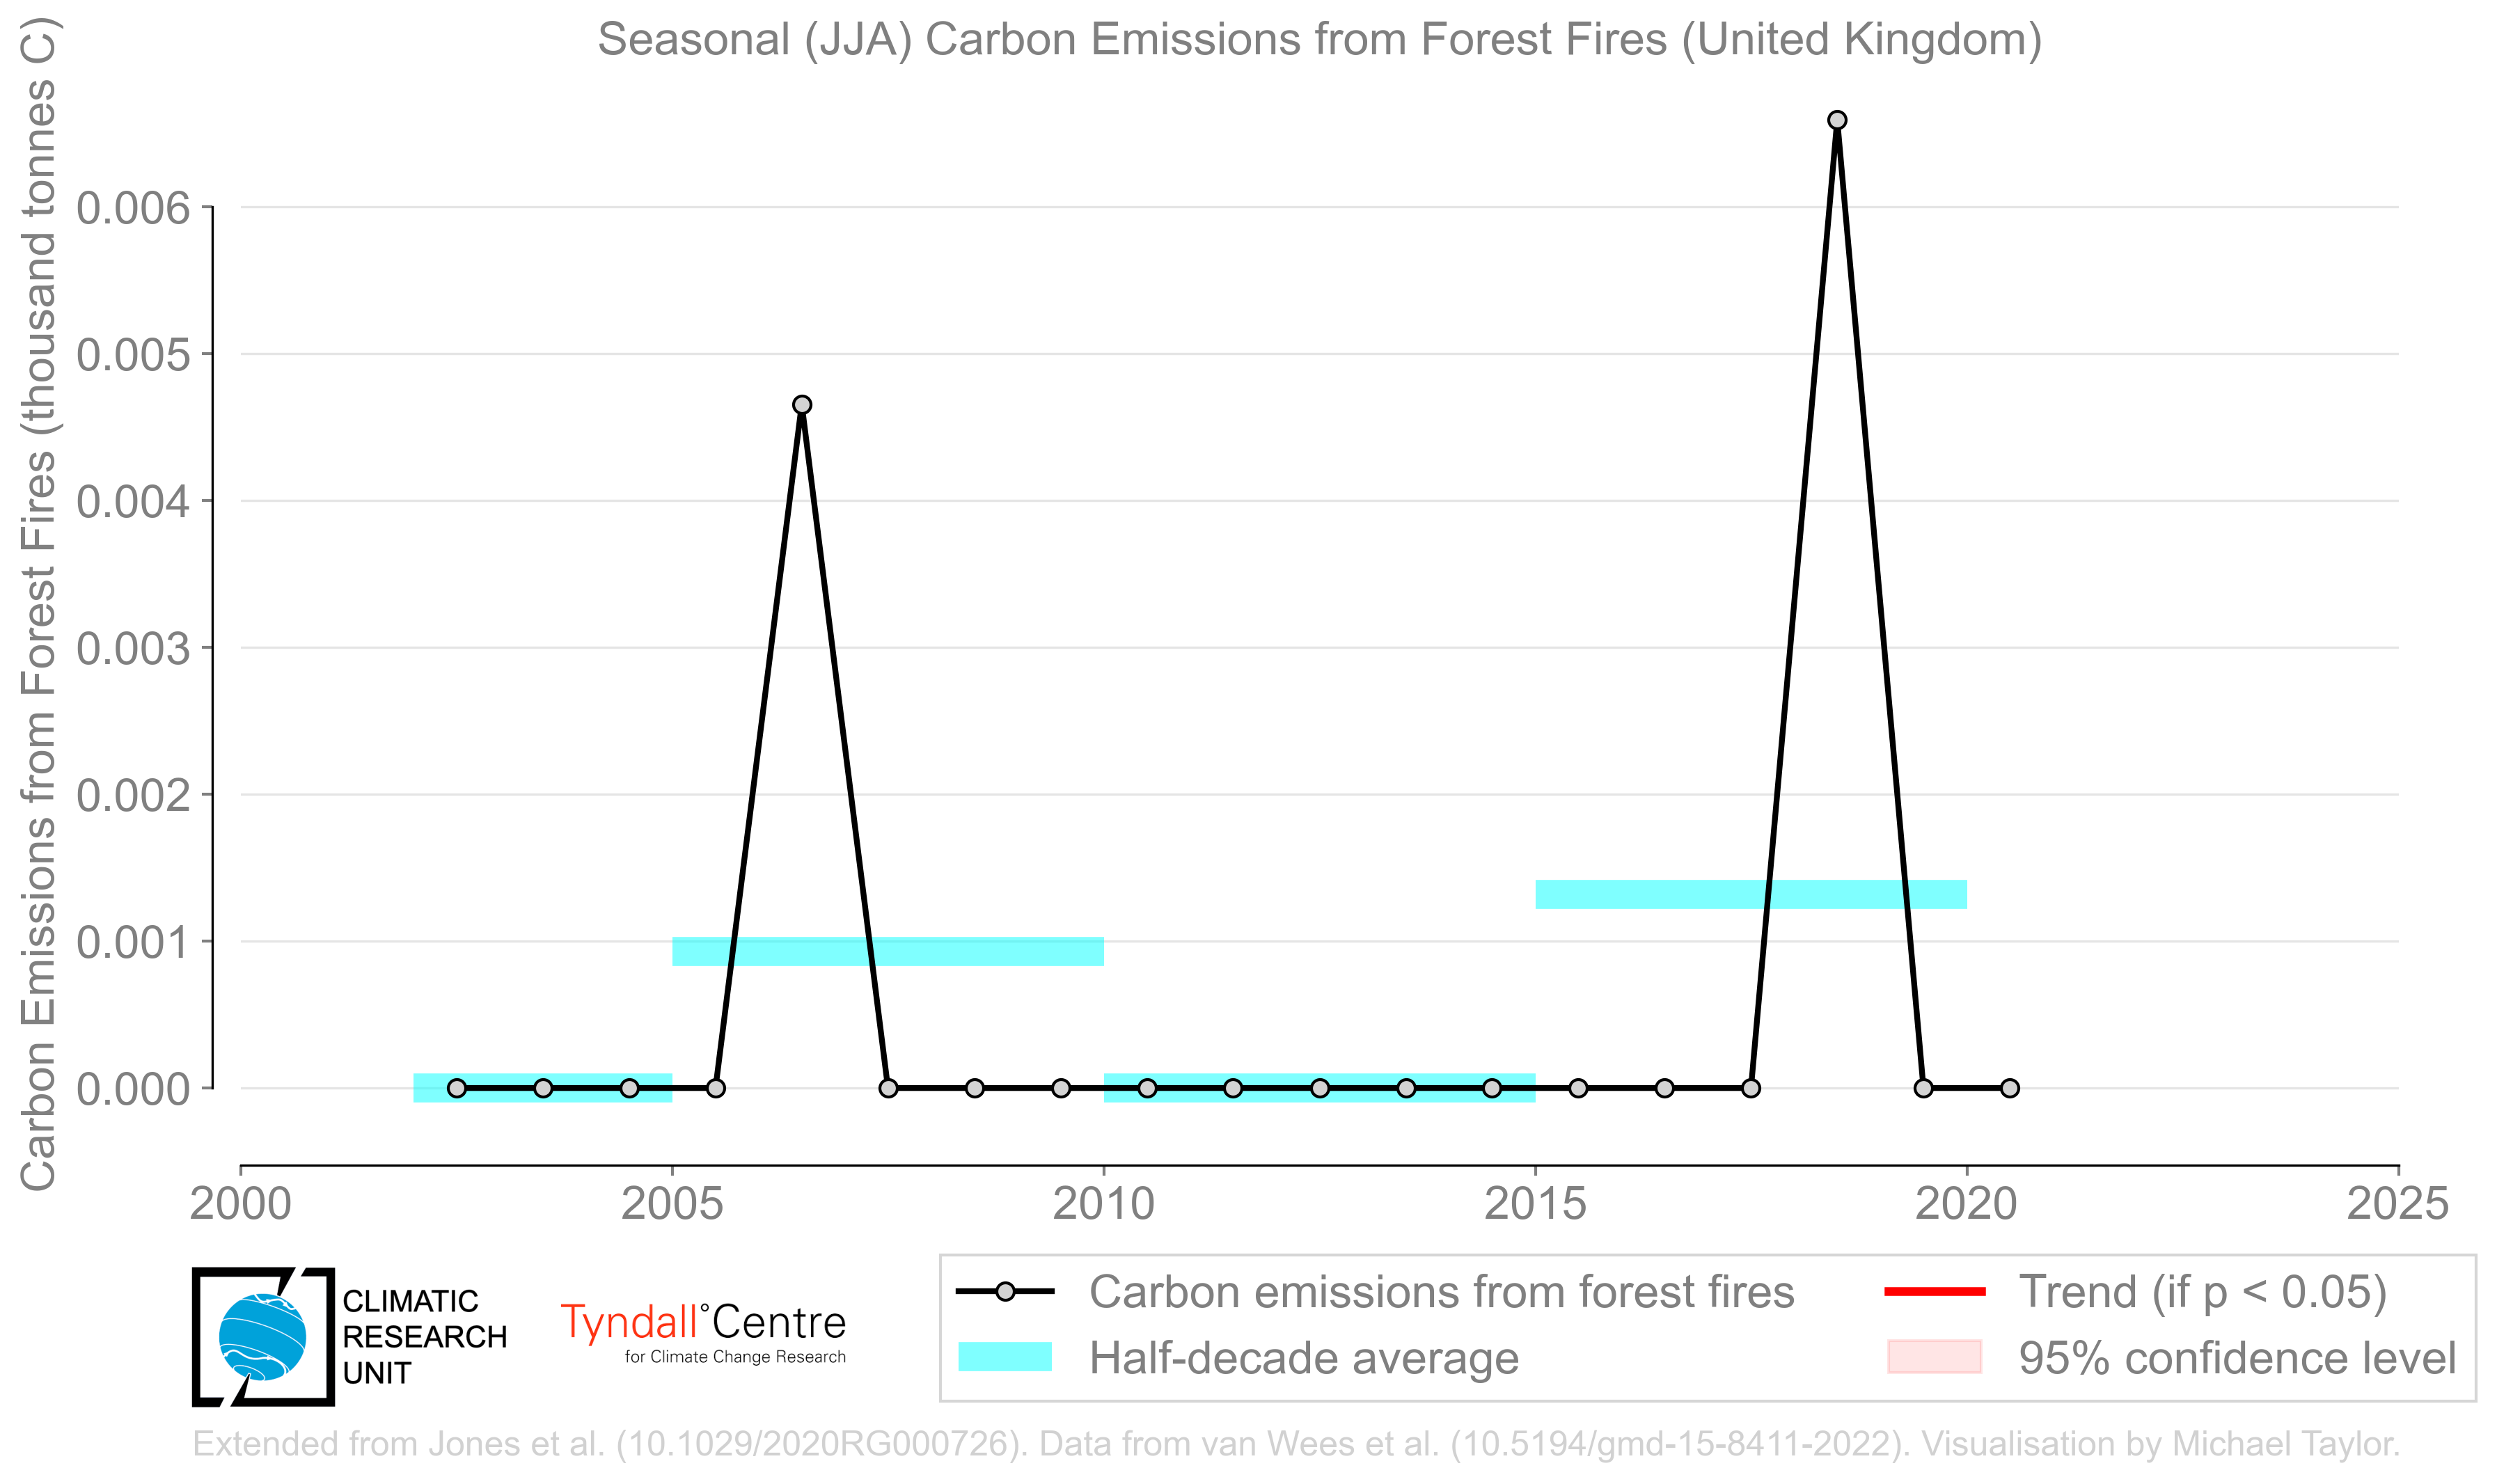 Seasonal (JJA) Carbon Emissions from Forest Fires (United Kingdom)
Carbon Emissions from Forest Fires (thousand tonnes C)
0.006
0.005
0.004
0.003
0.002
0.001
0.000
2000 2005 2010 2015 2020 2025
CLIMATIC
RESEARCH
UNIT
Tyndall°Centre
for Climate Change Research
Carbon emissions from forest fires
Half-decade average
Trend (if p < 0.05)
95% confidence level
Extended from Jones et al. (10.1029/2020RG000726). Data from van Wees et al. (10.5194/gmd-15-8411-2022). Visualisation by Michael Taylor.